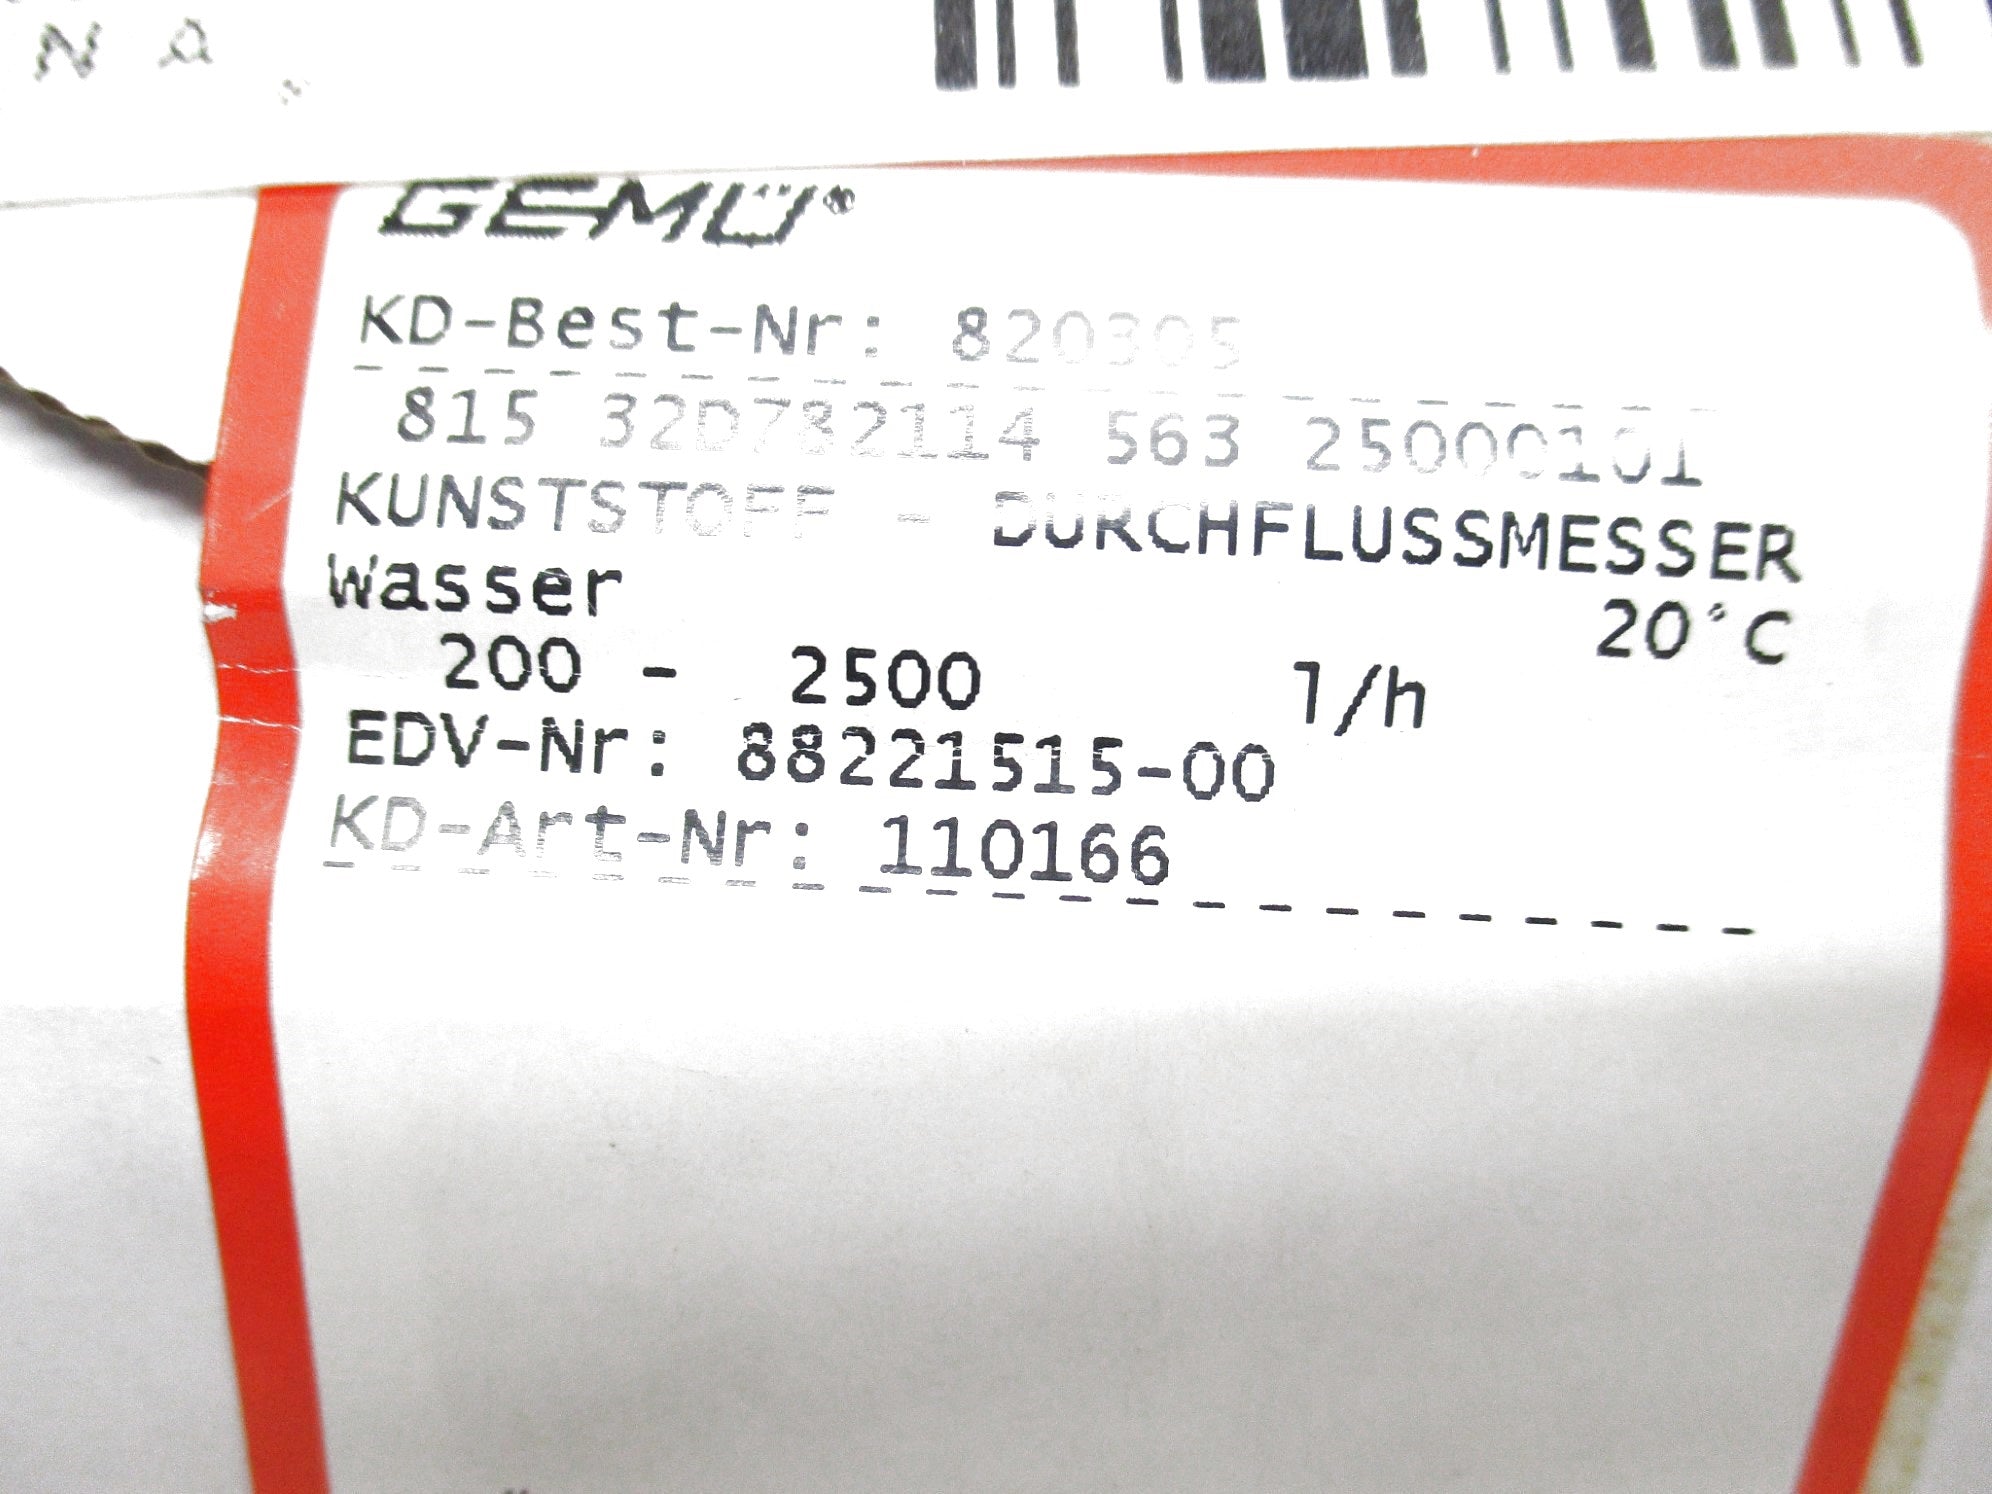 N A
GEMÜ®
KD-Best-Nr: 820305
815 32D782114 563 25000101
KUNSTSTOFF - DURCHFLUSSMESSER
Wasser 20°C
200 - 2500 l/h
EDV-Nr: 88221515-00
KD-Art-Nr: 110166